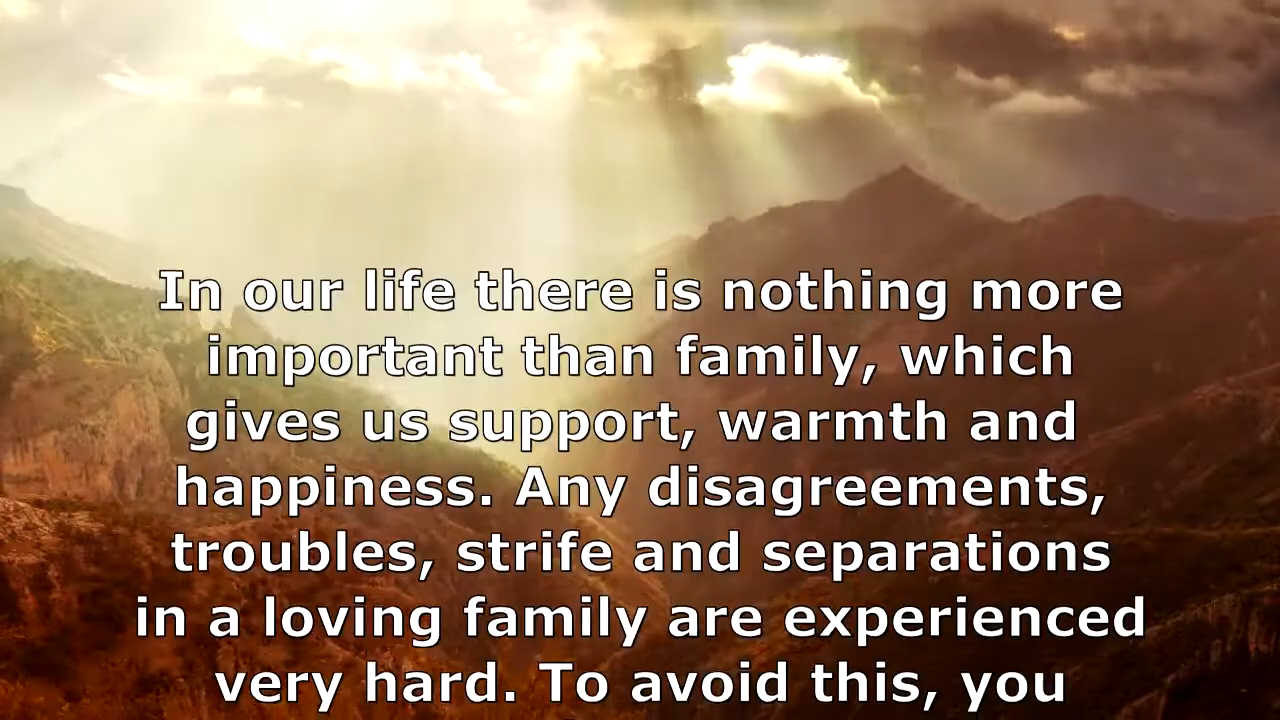 In our life there is nothing more
important than family, which
gives us support, warmth and
happiness. Any disagreements,
troubles, strife and separations
in a loving family are experienced
very hard. To avoid this, you